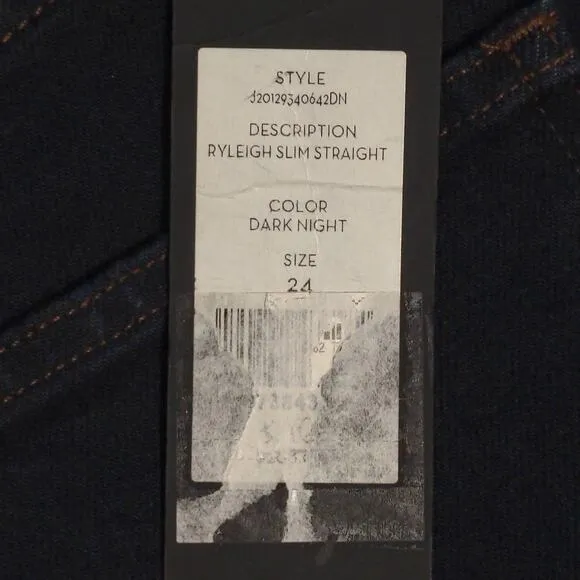 STYLE
J20129340642DN
DESCRIPTION
RYLEIGH SLIM STRAIGHT
COLOR
DARK NIGHT
SIZE
24